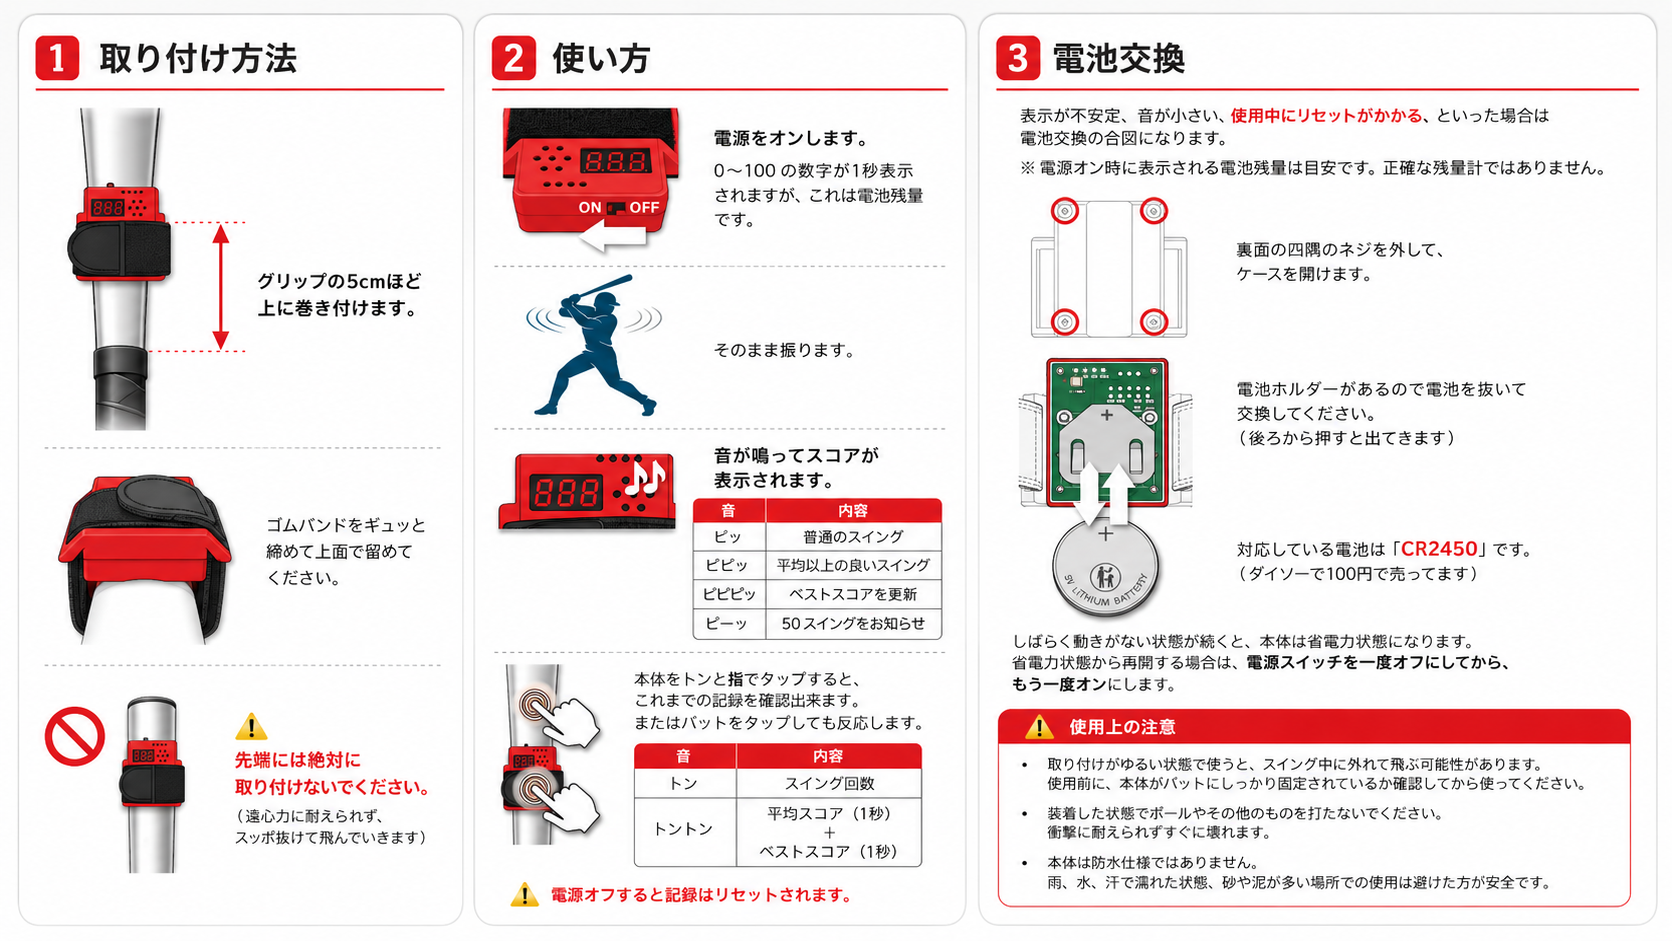 1 取り付け方法
グリップの5cmほど
上に巻き付けます。
ゴムバンドをギュッと
締めて上面で留めて
ください。
先端には絶対に
取り付けないでください。
(遠心力に耐えられず、
スッポ抜けて飛んでいきます)
2 使い方
ON OFF
電源をオンします。
0〜100 の数字が1秒表示
されますが、これは電池残量
です。
そのまま振ります。
音が鳴ってスコアが
表示されます。
音 内容
ピッ 普通のスイング
ピピッ 平均以上の良いスイング
ピピピッ ベストスコアを更新
ピーッ 50スイングをお知らせ
本体をトンと指でタップすると、
これまでの記録を確認出来ます。
またはバットをタップしても反応します。
音 内容
トン スイング回数
トントン 平均スコア(1秒)
+
ベストスコア(1秒)
電源オフすると記録はリセットされます。
3 電池交換
表示が不安定、音が小さい、使用中にリセットがかかる、といった場合は
電池交換の合図になります。
※ 電源オン時に表示される電池残量は目安です。正確な残量計ではありません。
裏面の四隅のネジを外して、
ケースを開けます。
電池ホルダーがあるので電池を抜いて
交換してください。
(後ろから押すと出てきます)
+
+
LITHIUM BATTERY
対応している電池は「CR2450」です。
(ダイソーで100円で売ってます)
しばらく動きがない状態が続くと、本体は省電力状態になります。
省電力状態から再開する場合は、電源スイッチを一度オフにしてから、
もう一度オンにします。
使用上の注意
• 取り付けがゆるい状態で使うと、スイング中に外れて飛ぶ可能性があります。
使用前に、本体がバットにしっかり固定されているか確認してから使ってください。
• 装着した状態でボールやその他のものを打たないでください。
衝撃に耐えられずすぐに壊れます。
• 本体は防水仕様ではありません。
雨、水、汗で濡れた状態、砂や泥が多い場所での使用は避けた方が安全です。